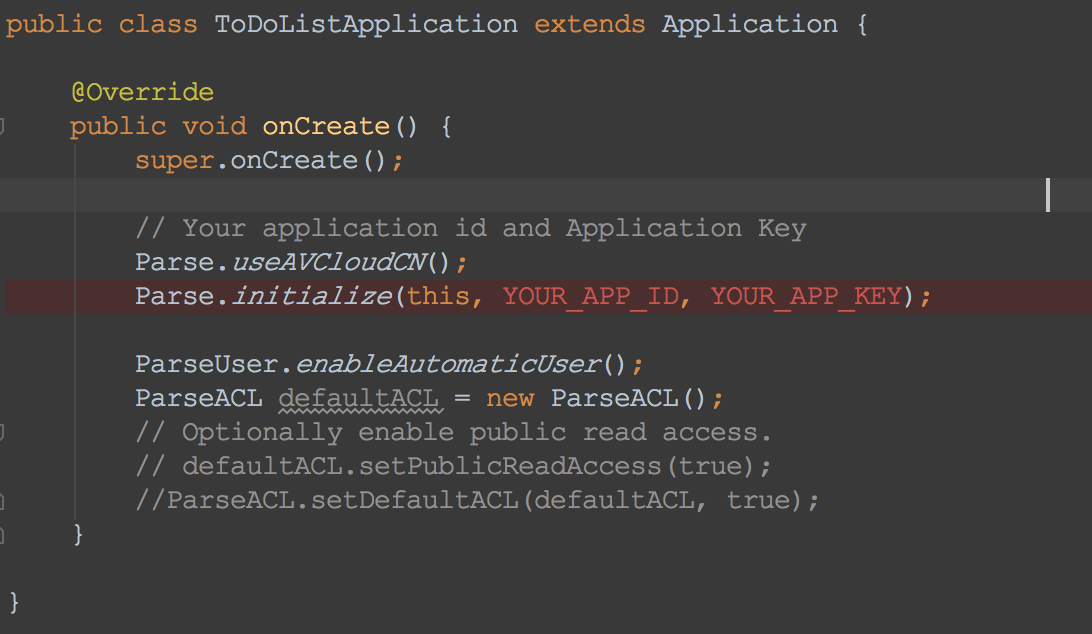 public class ToDoListApplication extends Application {
@Override
public void onCreate() {
super.onCreate();
// Your application id and Application Key
Parse.useAVCloudCN();
Parse.initialize(this, YOUR_APP_ID, YOUR_APP_KEY);
ParseUser.enableAutomaticUser();
ParseACL defaultACL = new ParseACL();
// Optionally enable public read access.
// defaultACL.setPublicReadAccess(true);
//ParseACL.setDefaultACL(defaultACL, true);
}
}